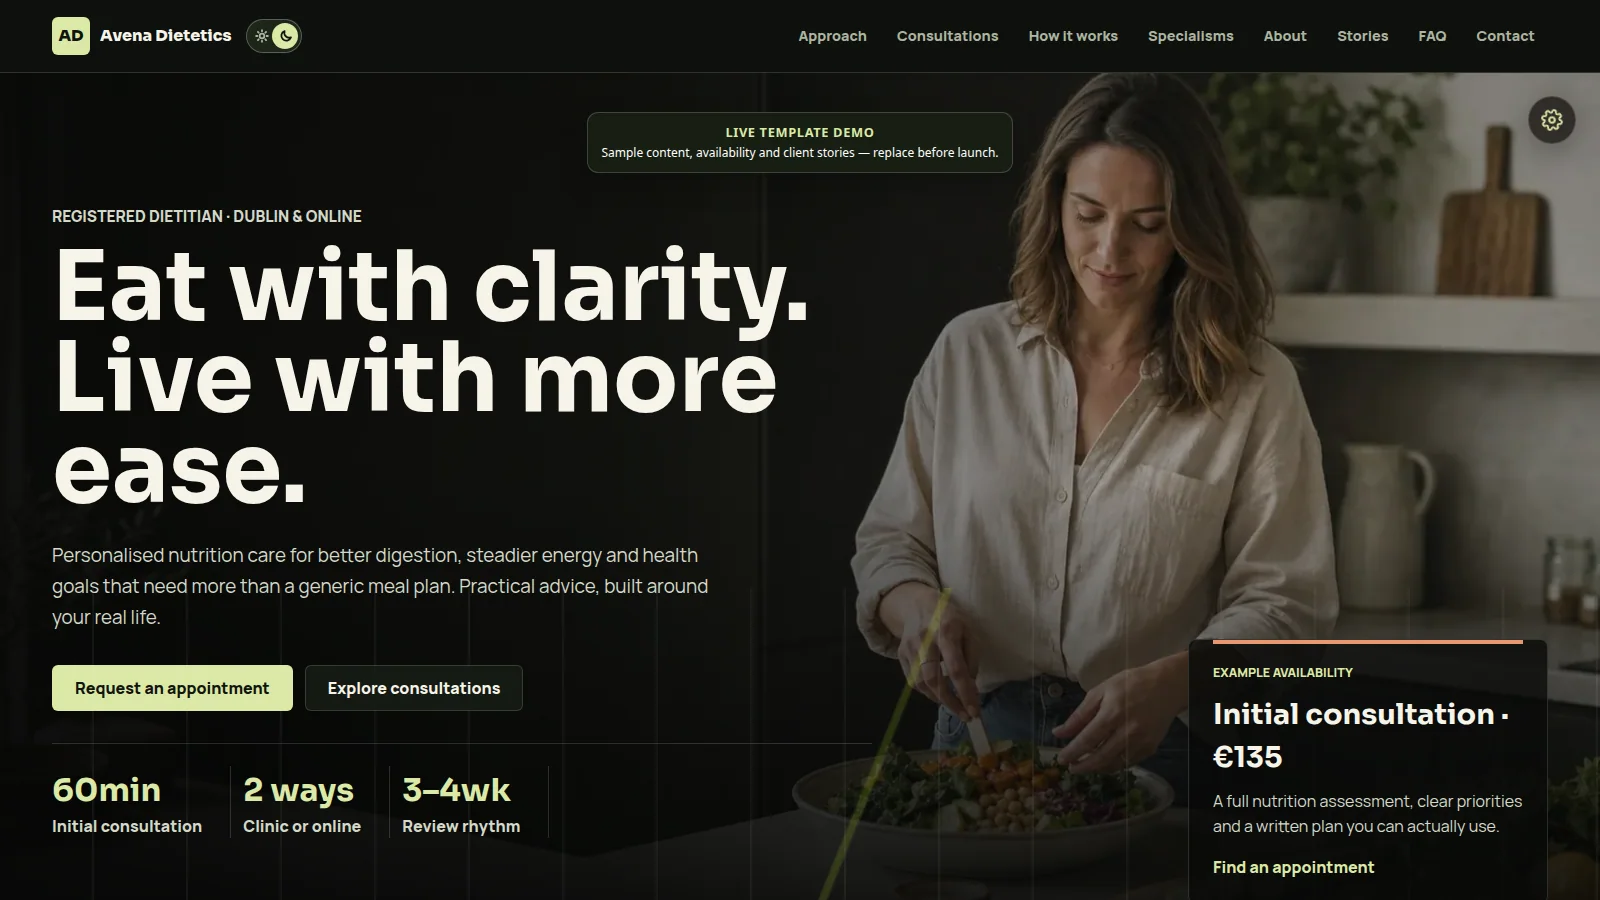 AD
Avena Dietetics
Approach
Consultations
How it works
Specialisms
About
Stories
FAQ
Contact
LIVE TEMPLATE DEMO
Sample content, availability and client stories — replace before launch.
REGISTERED DIETITIAN · DUBLIN & ONLINE
Eat with clarity.
Live with more
ease.
Personalised nutrition care for better digestion, steadier energy and health
goals that need more than a generic meal plan. Practical advice, built around
your real life.
Request an appointment
Explore consultations
60min
Initial consultation
2 ways
Clinic or online
3–4wk
Review rhythm
EXAMPLE AVAILABILITY
Initial consultation ·
€135
A full nutrition assessment, clear priorities
and a written plan you can actually use.
Find an appointment